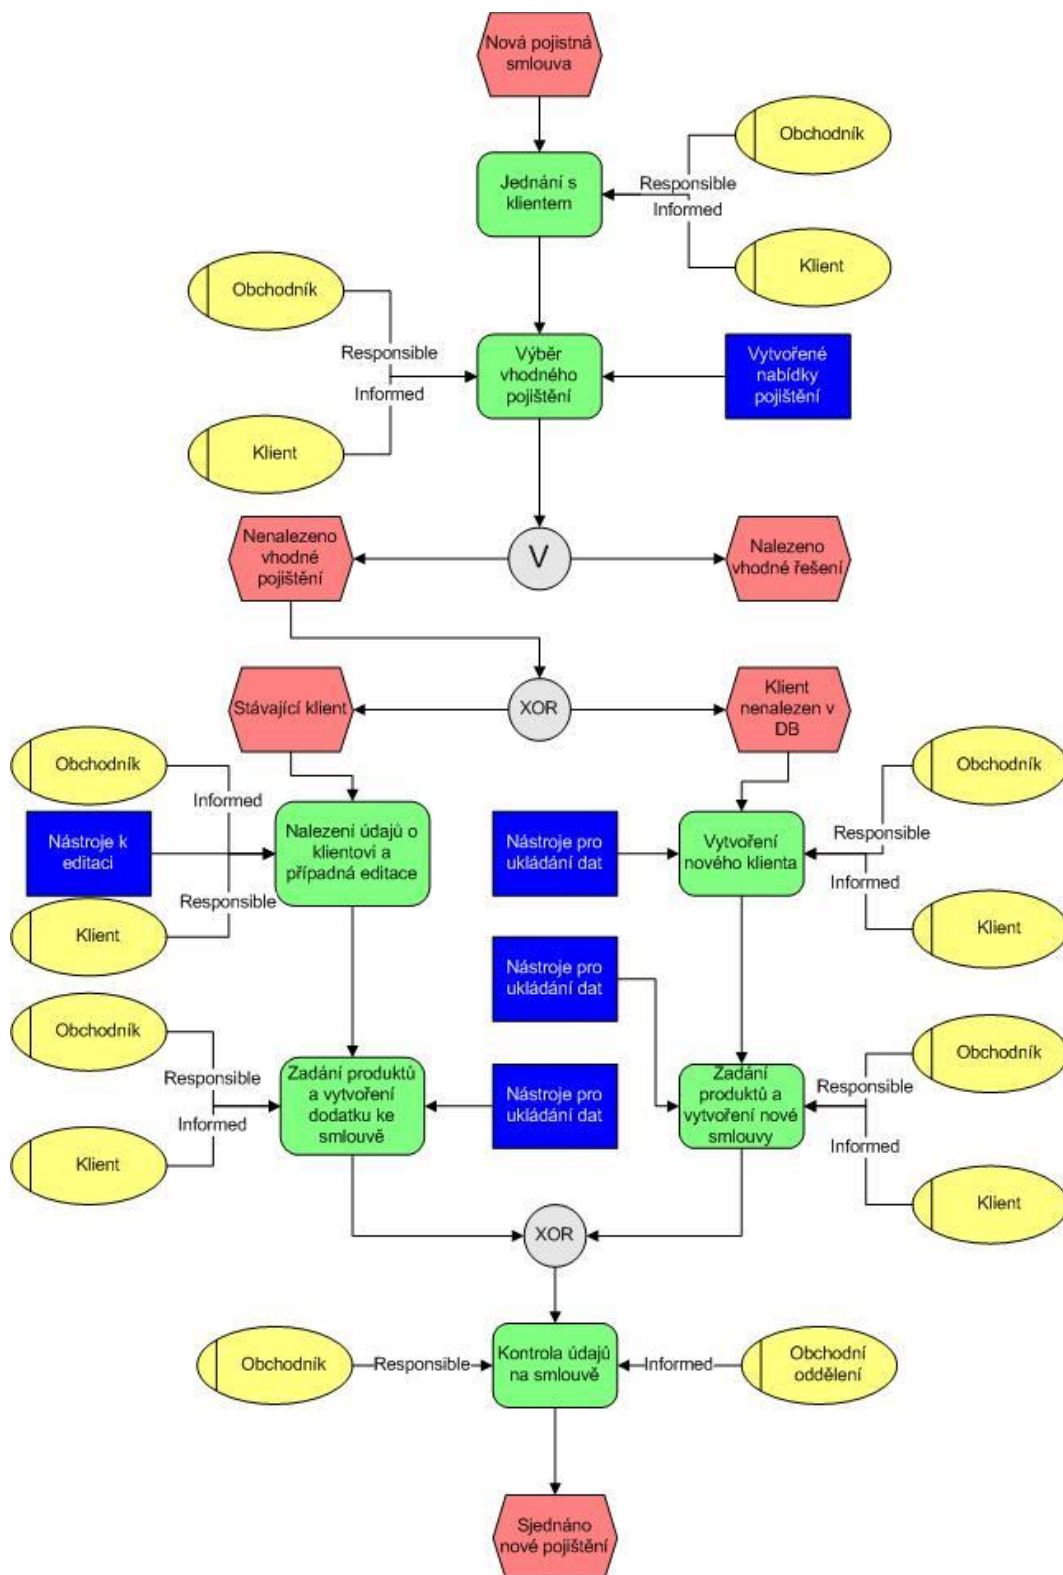 Nová pojistná
smlouva
Obchodník
Jednání s
klientem
Responsible
Informed
Klient
Obchodník
Responsible
Informed
Klient
Výběr
vhodného
pojištění
Vytvořené
nabídky
pojištění
Nenalezeno
vhodné
pojištění
V
Nalezeno
vhodné řešení
Stávající klient
XOR
Klient
nenalezen v
DB
Obchodník
Informed
Nástroje k
editaci
Responsible
Klient
Nalezení údajů o
klientovi a
případná editace
Nástroje pro
ukládání dat
Vytvoření
nového klienta
Obchodník
Responsible
Informed
Klient
Nástroje pro
ukládání dat
Obchodník
Responsible
Informed
Klient
Zadání produktů
a vytvoření
dodatku ke
smlouvě
Nástroje pro
ukládání dat
Zadání
produktů a
vytvoření nové
smlouvy
Obchodník
Responsible
Informed
Klient
XOR
Obchodník
Responsible
Kontrola údajů
na smlouvě
Informed
Obchodní
oddělení
Sjednáno
nové pojištění